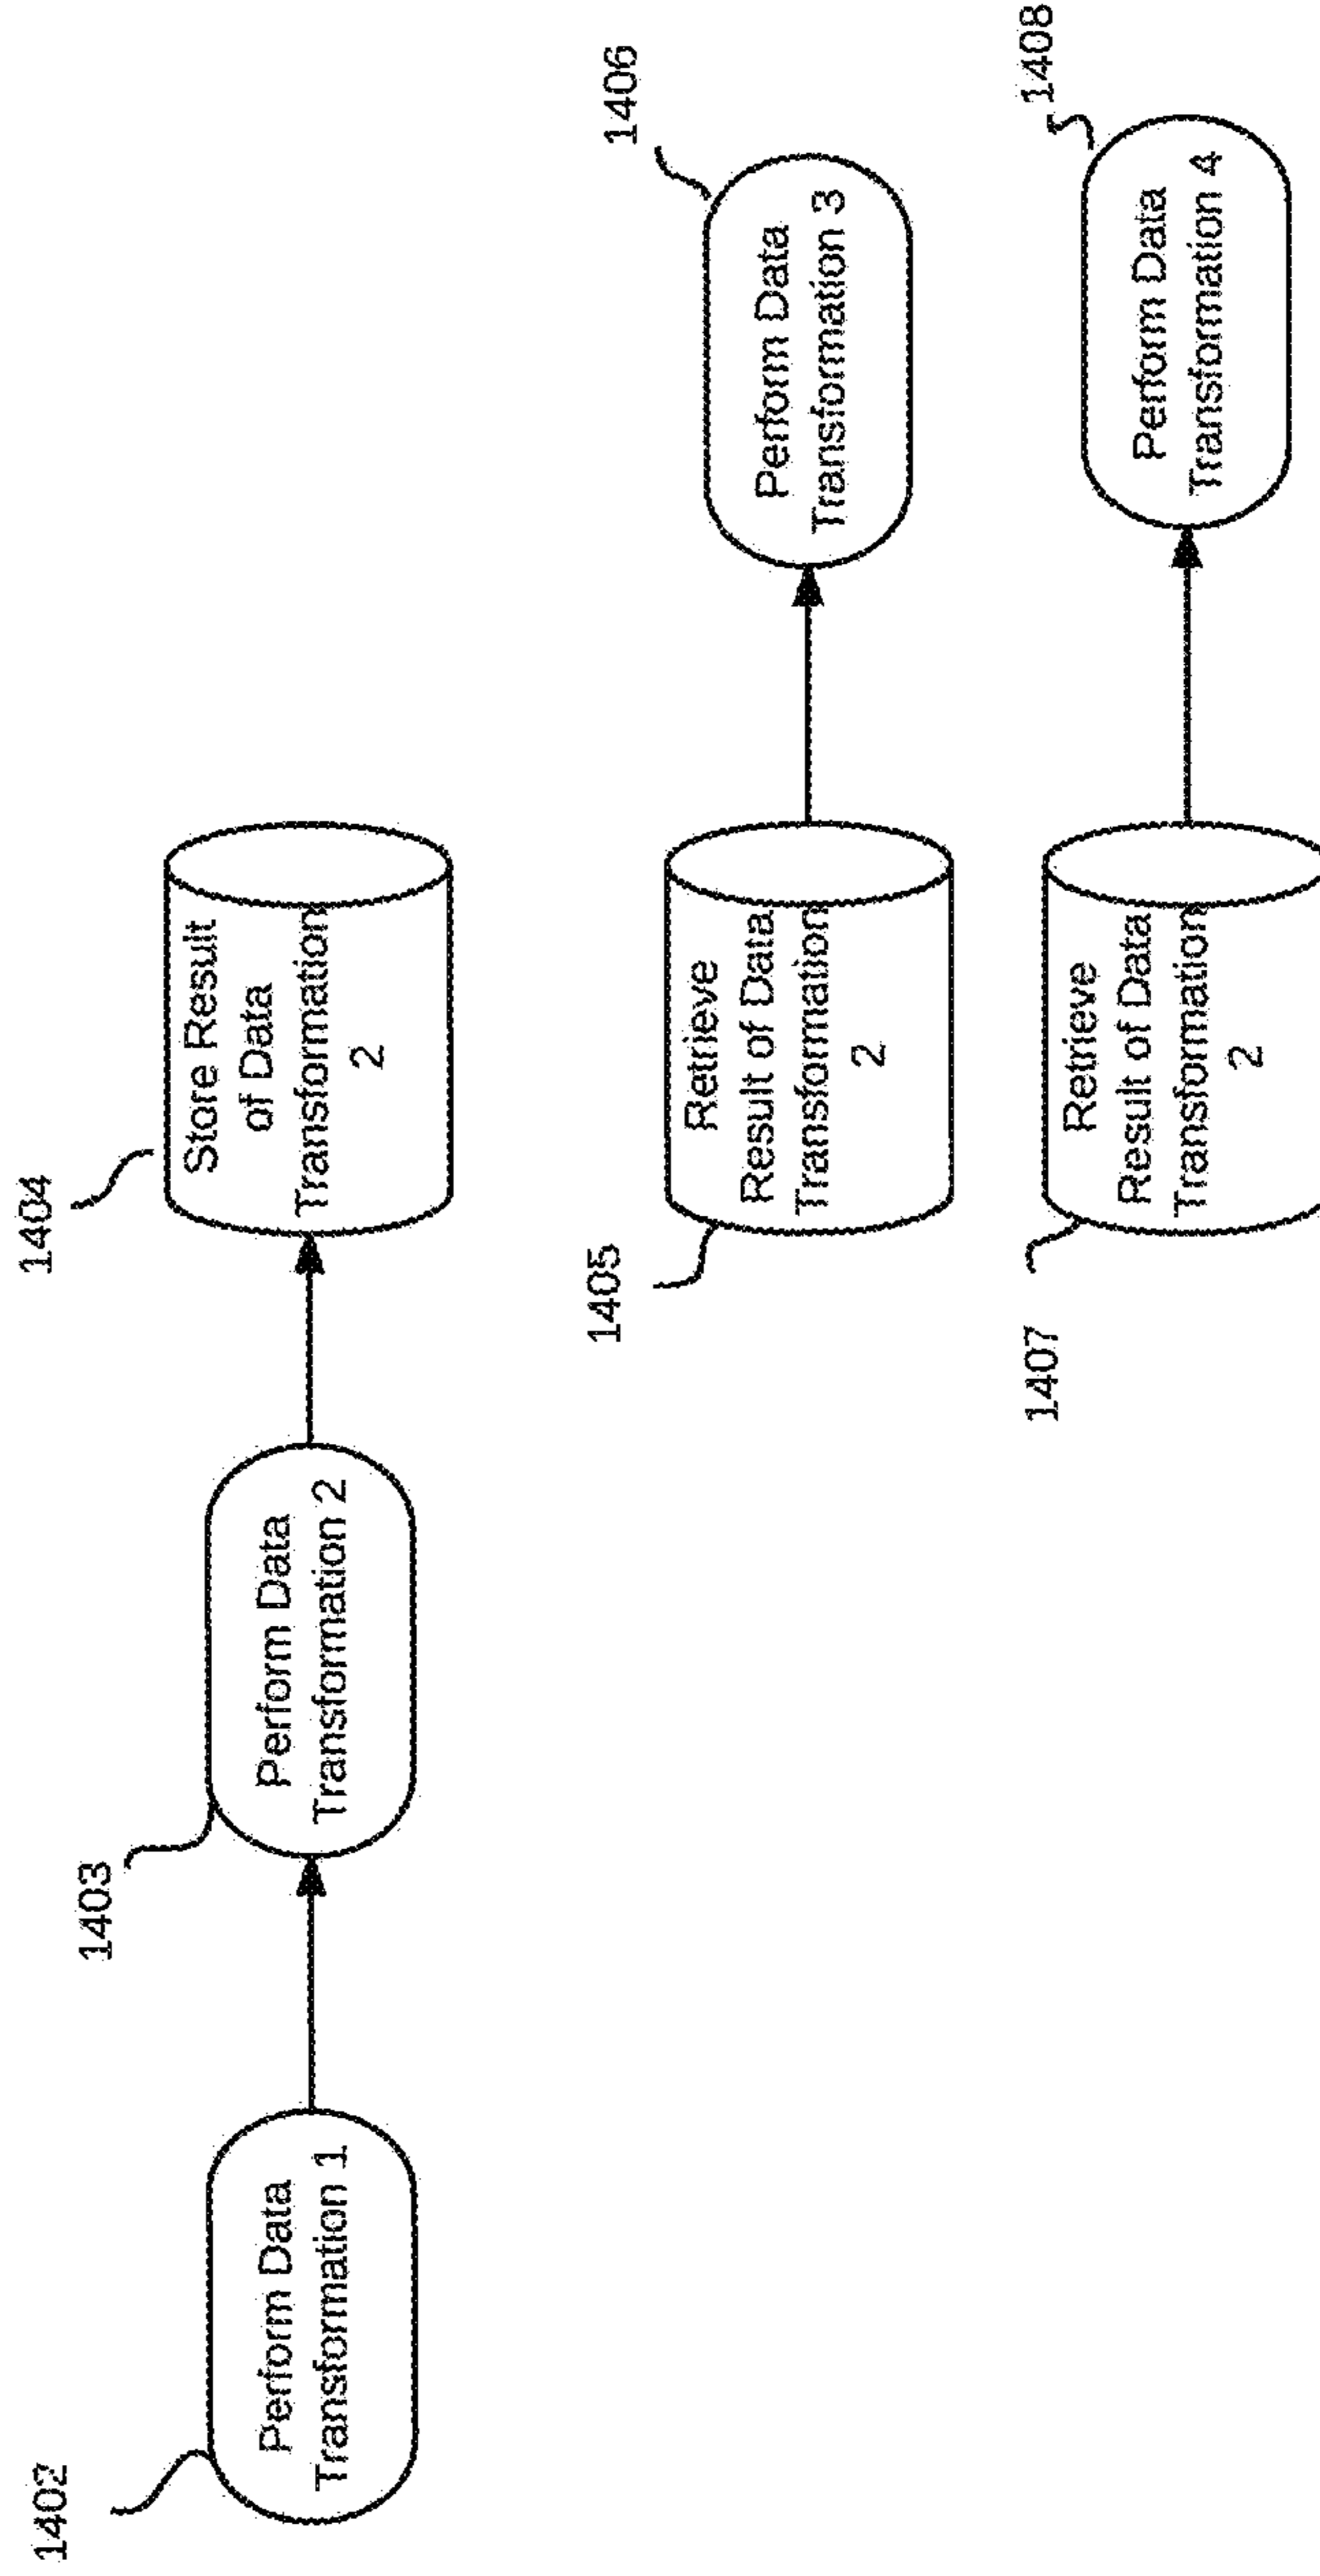 1402
Perform Data
Transformation 1
1403
Perform Data
Transformation 2
1404
Store Result
of Data
Transformation
2
1405
Retrieve
Result of Data
Transformation
2
1406
Perform Data
Transformation 3
1407
Retrieve
Result of Data
Transformation
2
1408
Perform Data
Transformation 4